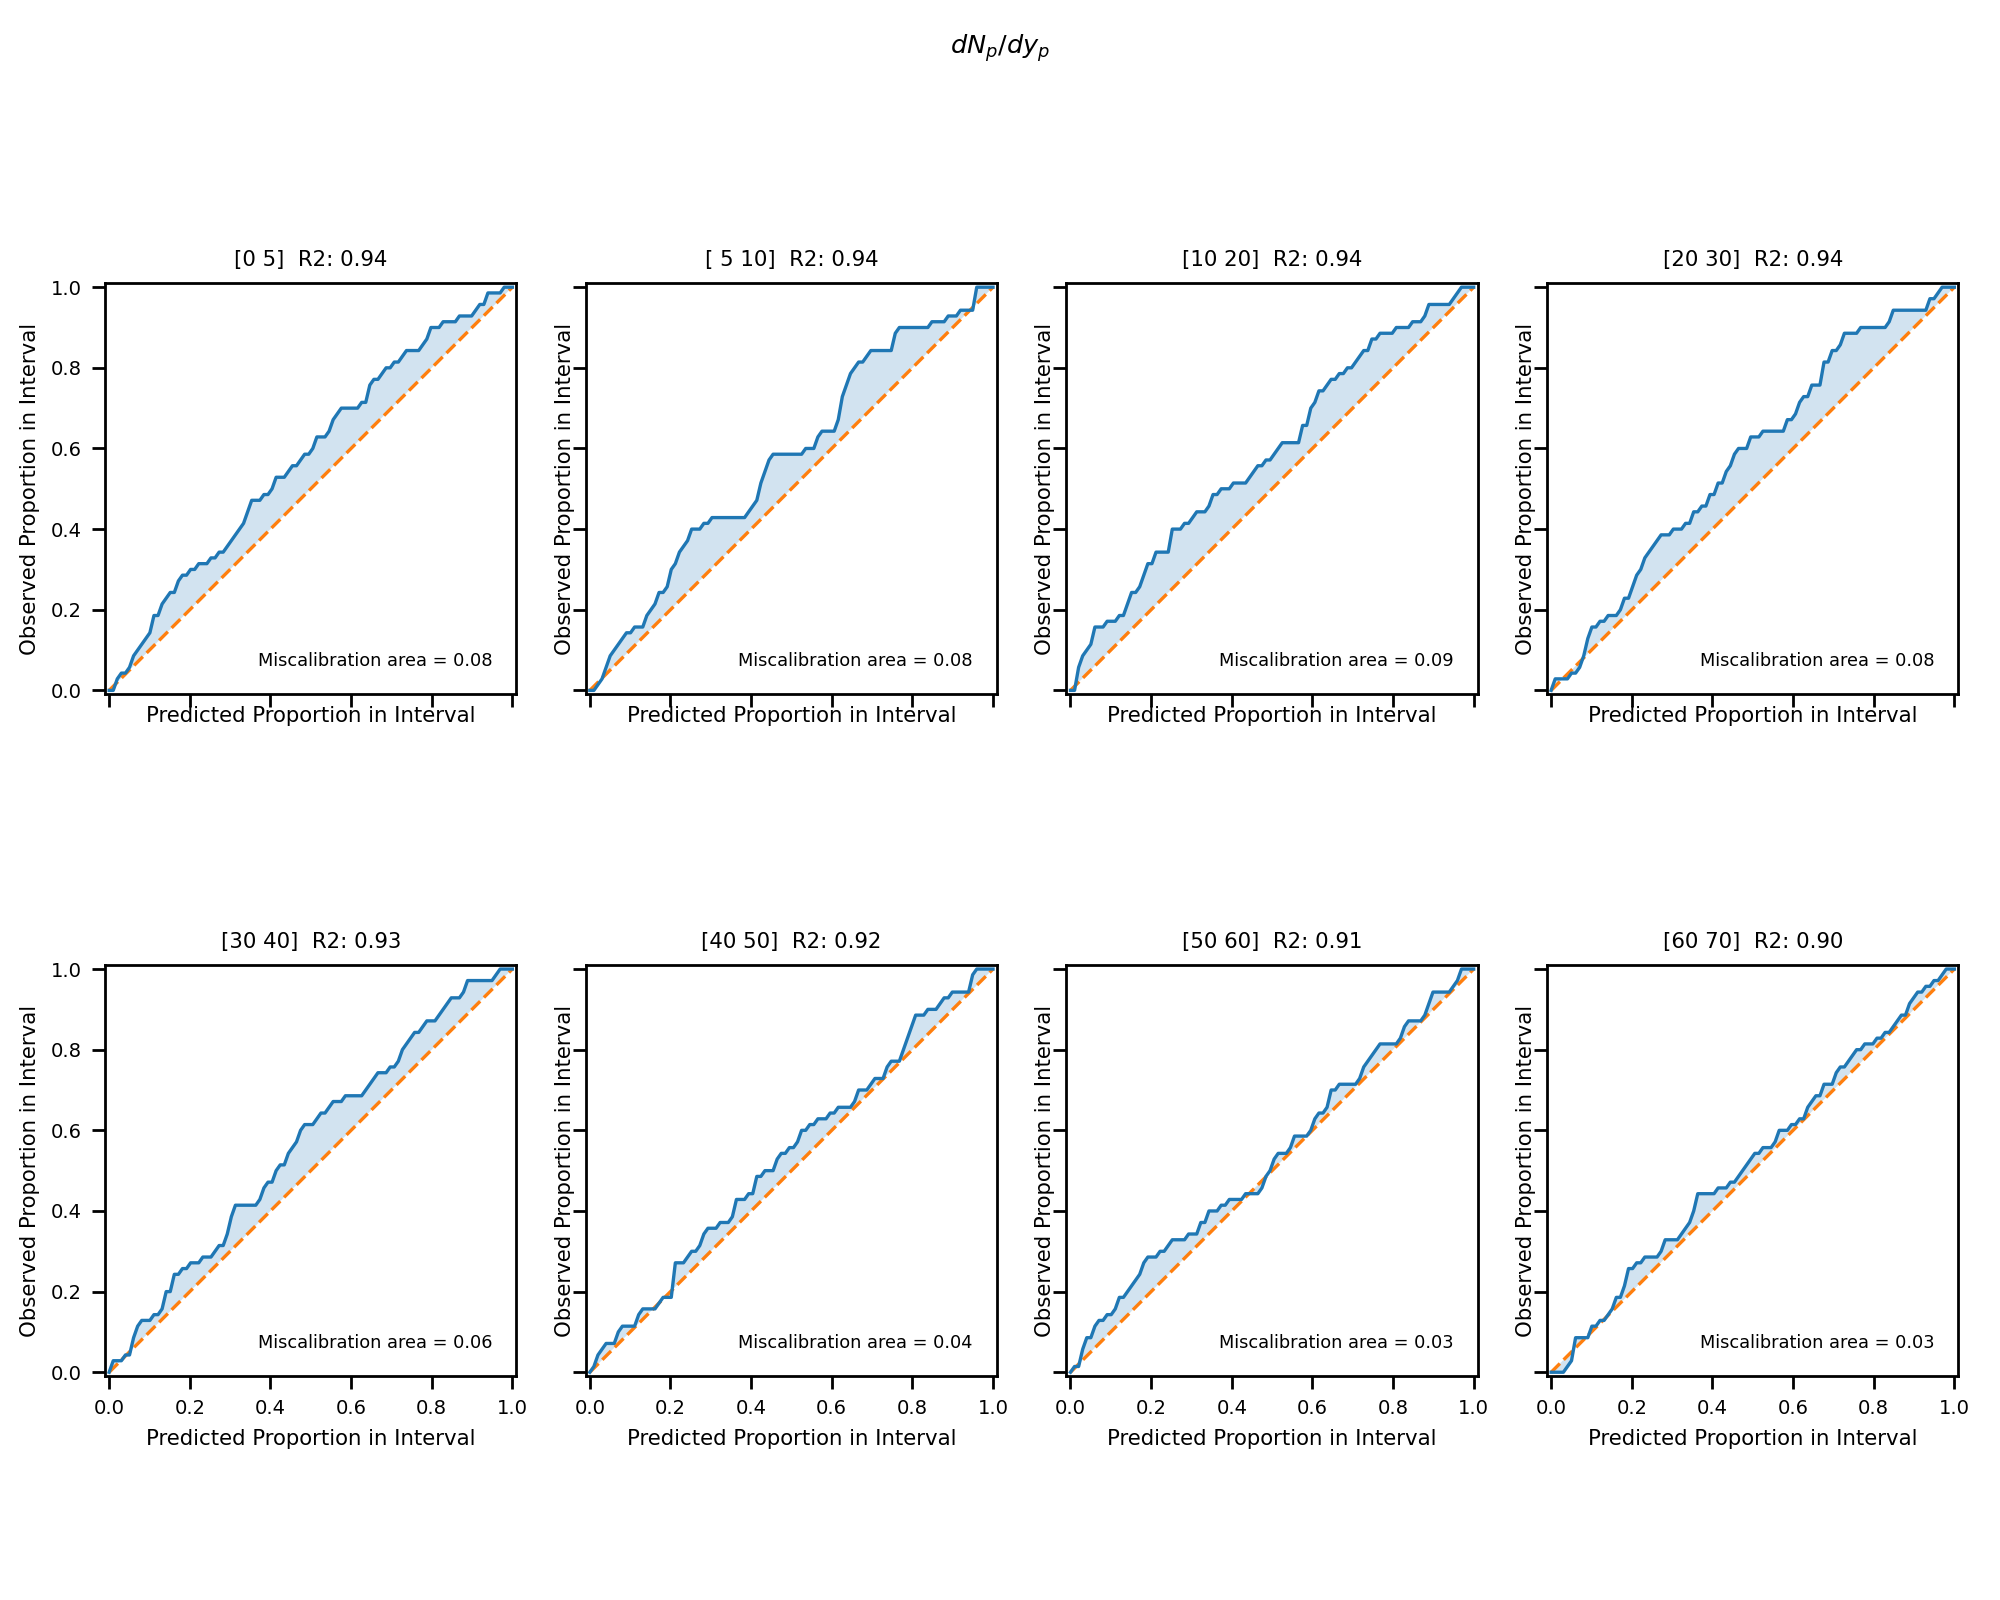 dNp/dyp
[0 5]  R2: 0.94
[ 5 10]  R2: 0.94
[10 20]  R2: 0.94
[20 30]  R2: 0.94
Observed Proportion in Interval
1.0
0.8
0.6
0.4
0.2
0.0
Miscalibration area = 0.08
Predicted Proportion in Interval
Observed Proportion in Interval
Miscalibration area = 0.08
Predicted Proportion in Interval
Observed Proportion in Interval
Miscalibration area = 0.09
Predicted Proportion in Interval
Observed Proportion in Interval
Miscalibration area = 0.08
Predicted Proportion in Interval
[30 40]  R2: 0.93
[40 50]  R2: 0.92
[50 60]  R2: 0.91
[60 70]  R2: 0.90
Observed Proportion in Interval
1.0
0.8
0.6
0.4
0.2
0.0
Miscalibration area = 0.06
0.0 0.2 0.4 0.6 0.8 1.0
Predicted Proportion in Interval
Observed Proportion in Interval
Miscalibration area = 0.04
0.0 0.2 0.4 0.6 0.8 1.0
Predicted Proportion in Interval
Observed Proportion in Interval
Miscalibration area = 0.03
0.0 0.2 0.4 0.6 0.8 1.0
Predicted Proportion in Interval
Observed Proportion in Interval
Miscalibration area = 0.03
0.0 0.2 0.4 0.6 0.8 1.0
Predicted Proportion in Interval